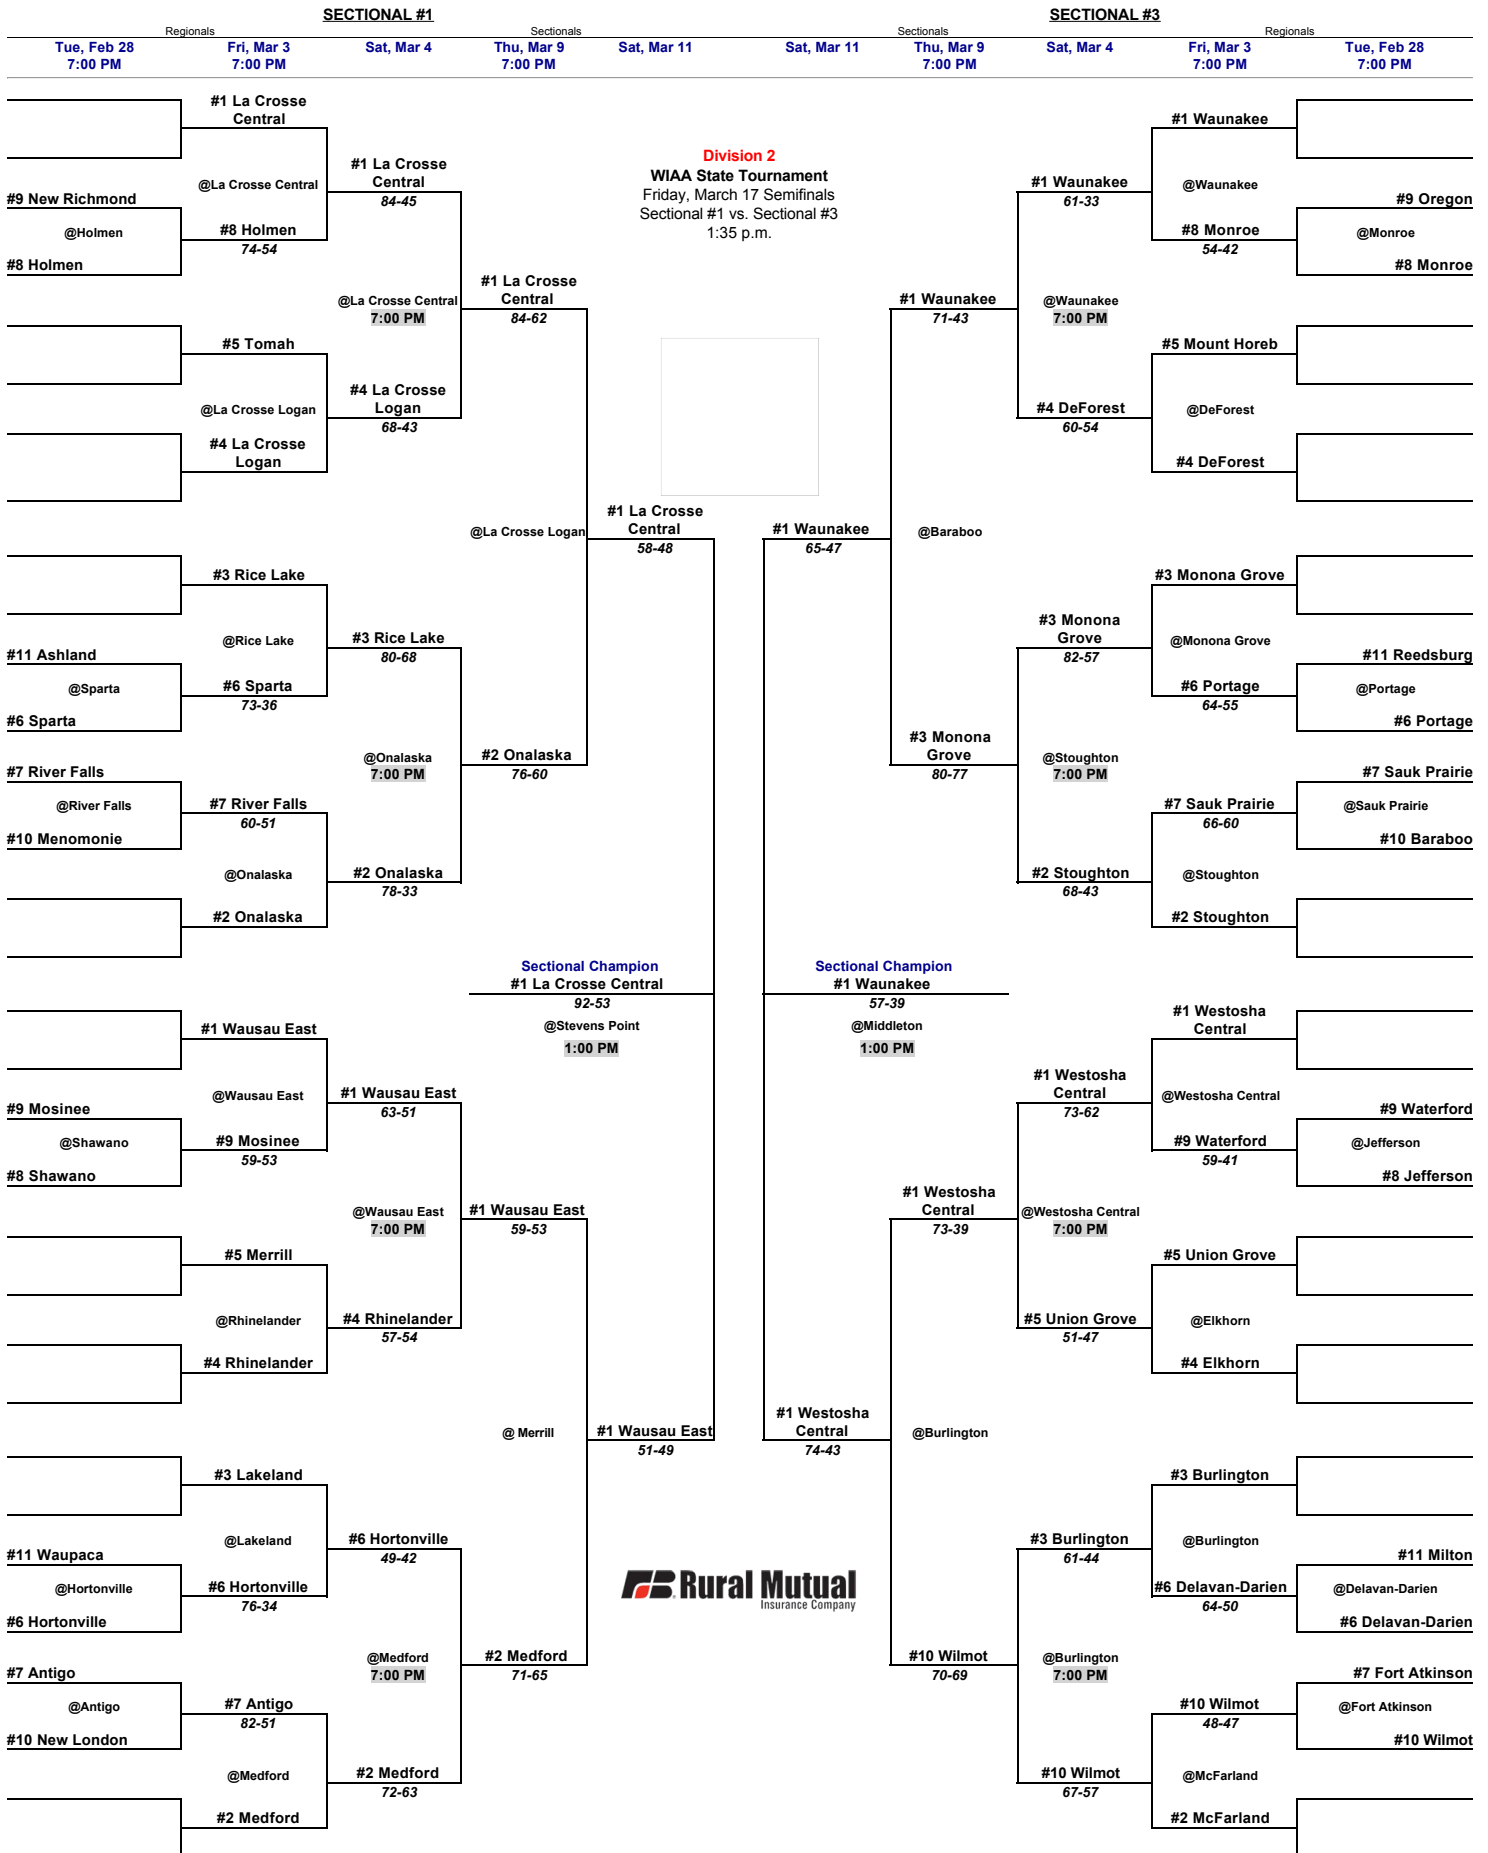 SECTIONAL #1
SECTIONAL #3
Regionals
Sectionals
Sectionals
Regionals
Tue, Feb 28
7:00 PM
Fri, Mar 3
7:00 PM
Sat, Mar 4
Thu, Mar 9
7:00 PM
Sat, Mar 11
Sat, Mar 11
Thu, Mar 9
7:00 PM
Sat, Mar 4
Fri, Mar 3
7:00 PM
Tue, Feb 28
7:00 PM
#9 New Richmond
@Holmen
#8 Holmen
#11 Ashland
@Sparta
#6 Sparta
#7 River Falls
@River Falls
#10 Menomonie
#9 Mosinee
@Shawano
#8 Shawano
#11 Waupaca
@Hortonville
#6 Hortonville
#7 Antigo
@Antigo
#10 New London
#1 La Crosse
Central
@La Crosse Central
#8 Holmen
74-54
#5 Tomah
@La Crosse Logan
#4 La Crosse
Logan
#3 Rice Lake
@Rice Lake
#6 Sparta
73-36
#7 River Falls
60-51
@Onalaska
#2 Onalaska
#1 Wausau East
@Wausau East
#9 Mosinee
59-53
#5 Merrill
@Rhinelander
#4 Rhinelander
#3 Lakeland
@Lakeland
#6 Hortonville
76-34
#7 Antigo
82-51
@Medford
#2 Medford
#1 La Crosse
Central
84-45
@La Crosse Central
7:00 PM
#4 La Crosse
Logan
68-43
#3 Rice Lake
80-68
@Onalaska
7:00 PM
#2 Onalaska
78-33
#1 Wausau East
63-51
@Wausau East
7:00 PM
#4 Rhinelander
57-54
#6 Hortonville
49-42
@Medford
7:00 PM
#2 Medford
72-63
#1 La Crosse
Central
84-62
@La Crosse Logan
#2 Onalaska
76-60
#1 Wausau East
59-53
@ Merrill
#2 Medford
71-65
#1 La Crosse
Central
58-48
#1 Wausau East
51-49
Sectional Champion
#1 La Crosse Central
92-53
@Stevens Point
1:00 PM
Division 2
WIAA State Tournament
Friday, March 17 Semifinals
Sectional #1 vs. Sectional #3
1:35 p.m.
Rural Mutual
Insurance Company
Sectional Champion
#1 Waunakee
57-39
@Middleton
1:00 PM
#1 Waunakee
65-47
#1 Westosha
Central
74-43
#1 Waunakee
71-43
@Baraboo
#3 Monona
Grove
80-77
#1 Westosha
Central
73-39
@Burlington
#10 Wilmot
70-69
#1 Waunakee
61-33
@Waunakee
7:00 PM
#4 DeForest
60-54
#3 Monona
Grove
82-57
@Stoughton
7:00 PM
#2 Stoughton
68-43
#1 Westosha
Central
73-62
@Westosha Central
7:00 PM
#5 Union Grove
51-47
#3 Burlington
61-44
@Burlington
7:00 PM
#10 Wilmot
67-57
#1 Waunakee
@Waunakee
#8 Monroe
54-42
#5 Mount Horeb
@DeForest
#4 DeForest
#3 Monona Grove
@Monona Grove
#6 Portage
64-55
#7 Sauk Prairie
66-60
@Stoughton
#2 Stoughton
#1 Westosha
Central
@Westosha Central
#9 Waterford
59-41
#5 Union Grove
@Elkhorn
#4 Elkhorn
#3 Burlington
@Burlington
#6 Delavan-Darien
64-50
#10 Wilmot
48-47
@McFarland
#2 McFarland
#9 Oregon
@Monroe
#8 Monroe
#11 Reedsburg
@Portage
#6 Portage
#7 Sauk Prairie
@Sauk Prairie
#10 Baraboo
#9 Waterford
@Jefferson
#8 Jefferson
#11 Milton
@Delavan-Darien
#6 Delavan-Darien
#7 Fort Atkinson
@Fort Atkinson
#10 Wilmot